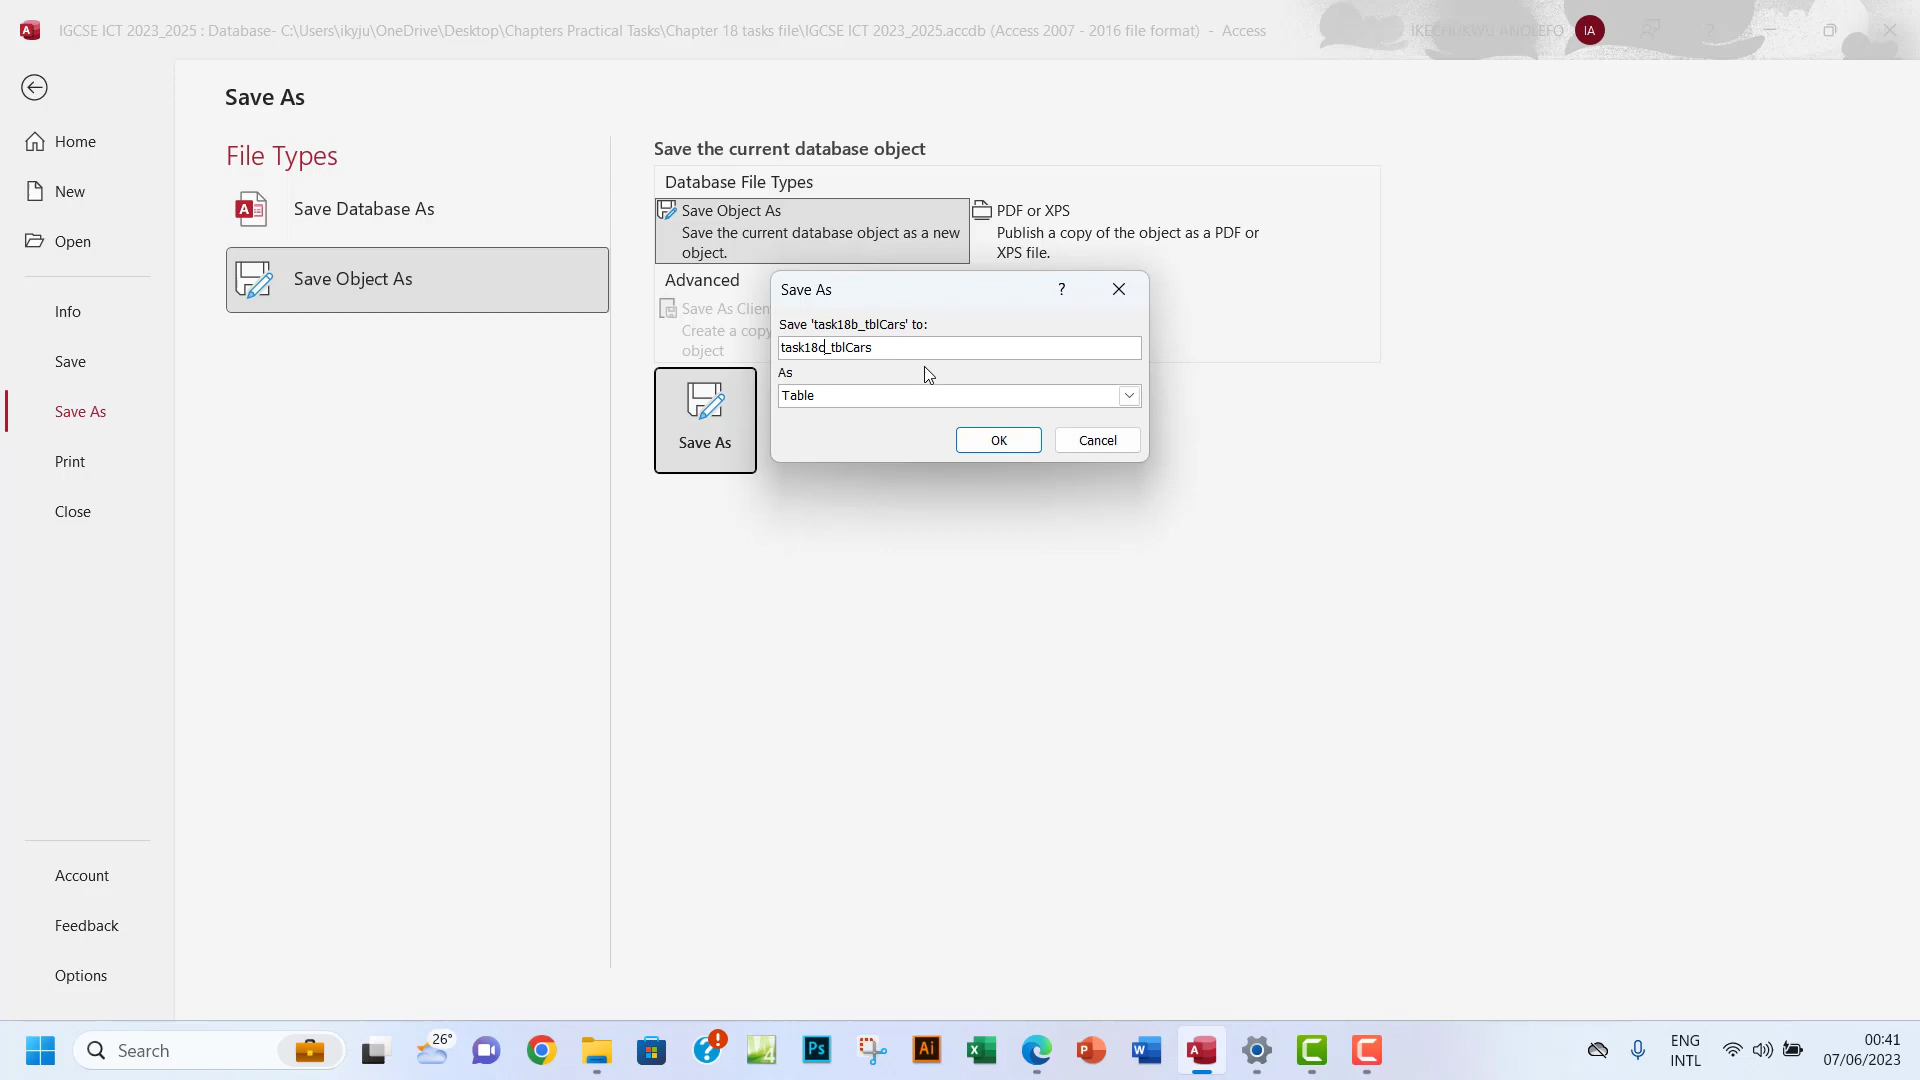 IGCSE ICT 2023_2025 : Database- C:\Users\ikyju\OneDrive\Desktop\Chapters Practical Tasks\Chapter 18 tasks file\IGCSE ICT 2023_2025.accdb (Access 2007 - 2016 file format) - Access
IKECHUKWU ANOLEFO
IA
Save As
Home
File Types
Save the current database object
Database File Types
New
Save Database As
Save Object As
PDF or XPS
Save the current database object as a new
Publish a copy of the object as a PDF or
object.
XPS file.
Open
Save Object As
Advanced
Save As
?
Save As Clien
Info
Create a copy
object
Save 'task18b_tblCars' to:
task18c_tblCars
Save
As
Table
Save As
Save As
OK
Cancel
Print
Close
Account
Feedback
Options
Search
26°
Ps
Ai
ENG
INTL
00:41
07/06/2023